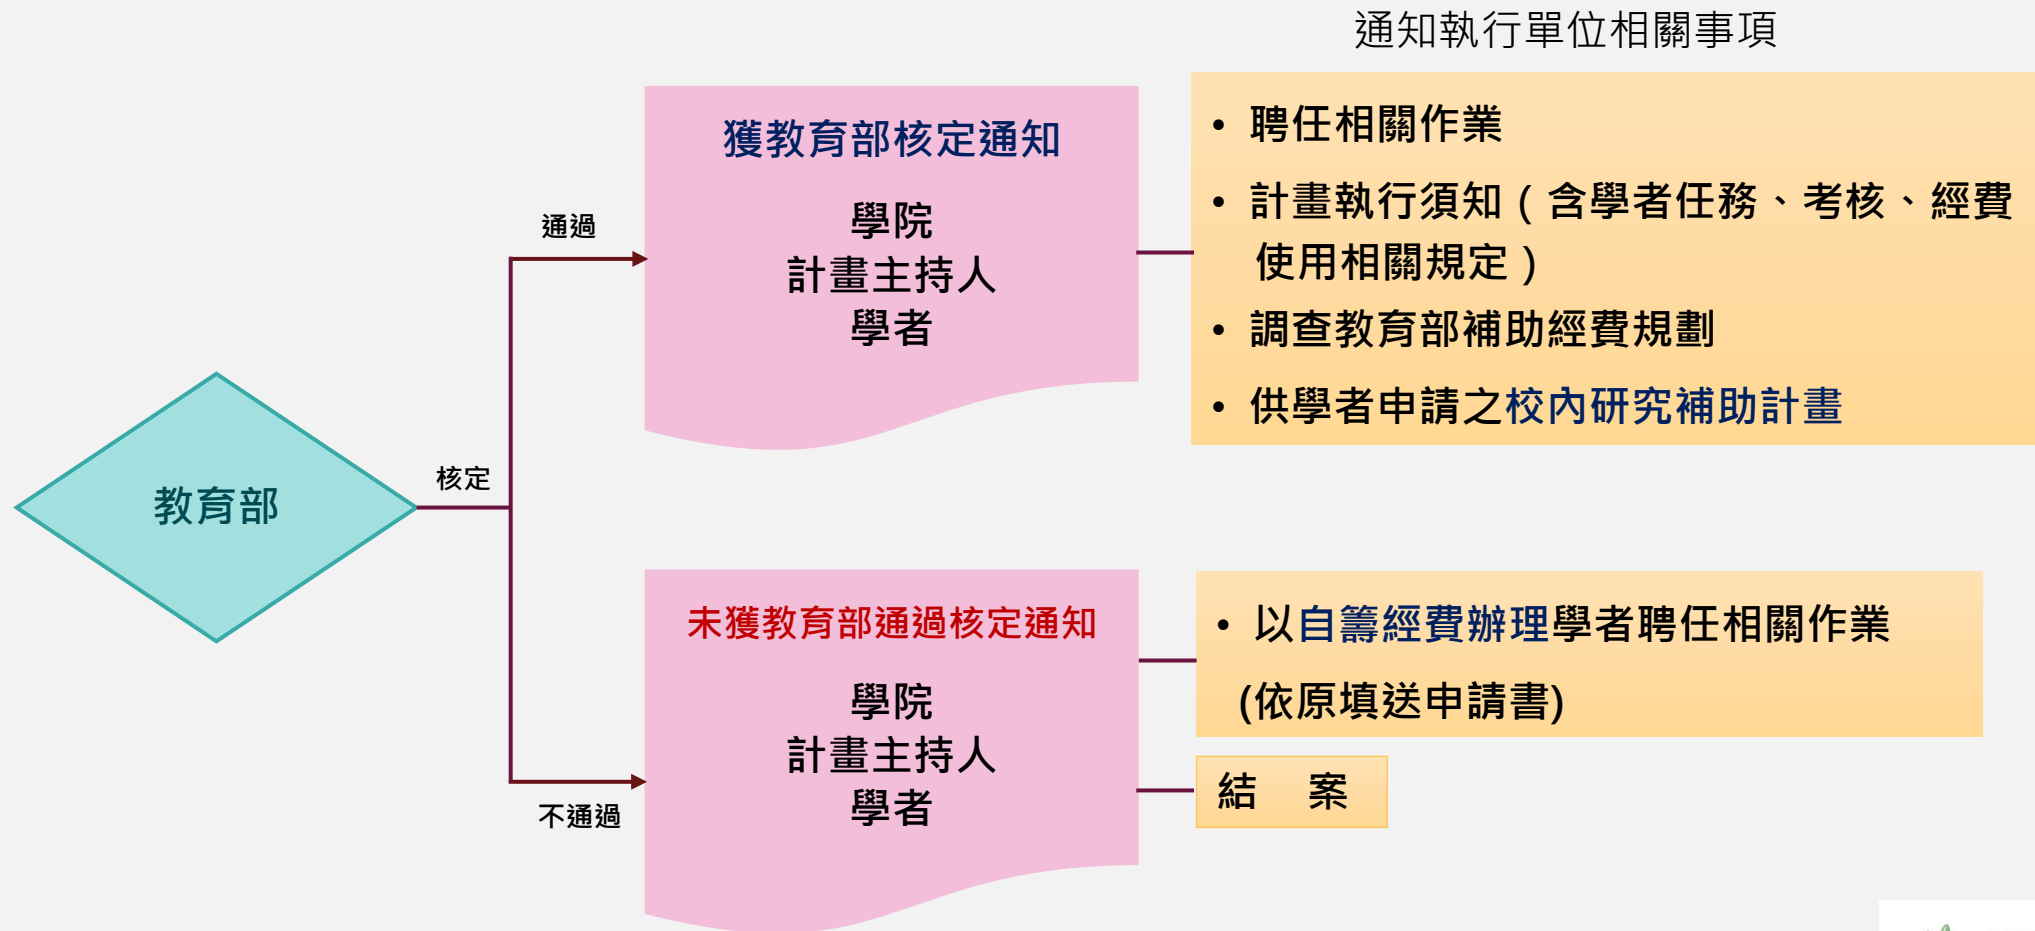 通知執行單位相關事項
獲教育部核定通知
學院
計畫主持人
學者
• 聘任相關作業
• 計畫執行須知(含學者任務、考核、經費
使用相關規定)
• 調查教育部補助經費規劃
• 供學者申請之校內研究補助計畫
通過
教育部
核定
不通過
未獲教育部通過核定通知
學院
計畫主持人
學者
• 以自籌經費辦理學者聘任相關作業
(依原填送申請書)
結 案